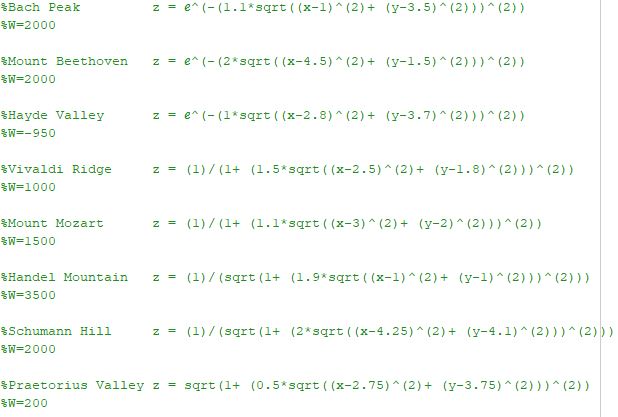 %Bach Peak z = e^(-(1.1*sqrt((x-1)^(2)+ (y-3.5)^(2)))^(2))
%W=2000
%Mount Beethoven z = e^(-(2*sqrt((x-4.5)^(2)+ (y-1.5)^(2)))^(2))
%W=2000
%Hayde Valley z = e^(-(1*sqrt((x-2.8)^(2)+ (y-3.7)^(2)))^(2))
%W=-950
%Vivaldi Ridge z = (1)/(1+ (1.5*sqrt((x-2.5)^(2)+ (y-1.8)^(2)))^(2))
%W=1000
%Mount Mozart z = (1)/(1+ (1.1*sqrt((x-3)^(2)+ (y-2)^(2)))^(2))
%W=1500
%Handel Mountain z = (1)/(sqrt(1+ (1.9*sqrt((x-1)^(2)+ (y-1)^(2)))^(2)))
%W=3500
%Schumann Hill z = (1)/(sqrt(1+ (2*sqrt((x-4.25)^(2)+ (y-4.1)^(2)))^(2)))
%W=2000
%Praetorius Valley z = sqrt(1+ (0.5*sqrt((x-2.75)^(2)+ (y-3.75)^(2)))^(2))
%W=200